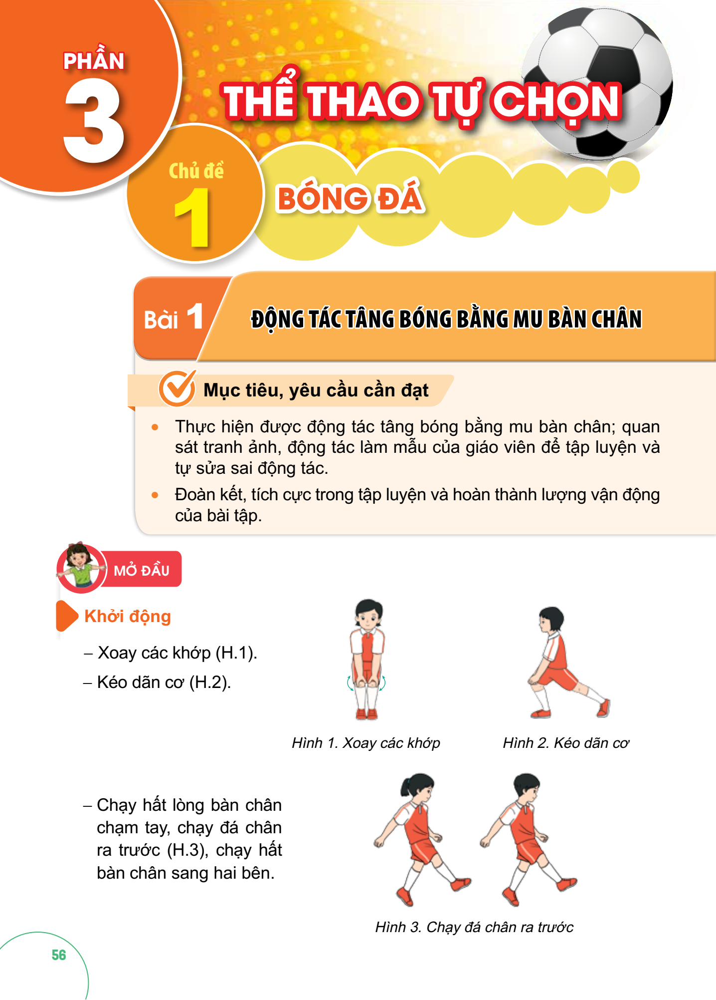 PHẦN
3
THỂ THAO TỰ CHỌN
Chủ đề
1
BÓNG ĐÁ
Bài 1
ĐỘNG TÁC TÂNG BÓNG BẰNG MU BÀN CHÂN
Mục tiêu, yêu cầu cần đạt
• Thực hiện được động tác tâng bóng bằng mu bàn chân; quan
sát tranh ảnh, động tác làm mẫu của giáo viên để tập luyện và
tự sửa sai động tác.
• Đoàn kết, tích cực trong tập luyện và hoàn thành lượng vận động
của bài tập.
MỞ ĐẦU
Khởi động
– Xoay các khớp (H.1).
– Kéo dãn cơ (H.2).
Hình 1. Xoay các khớp
Hình 2. Kéo dãn cơ
– Chạy hất lòng bàn chân
chạm tay, chạy đá chân
ra trước (H.3), chạy hất
bàn chân sang hai bên.
Hình 3. Chạy đá chân ra trước
56